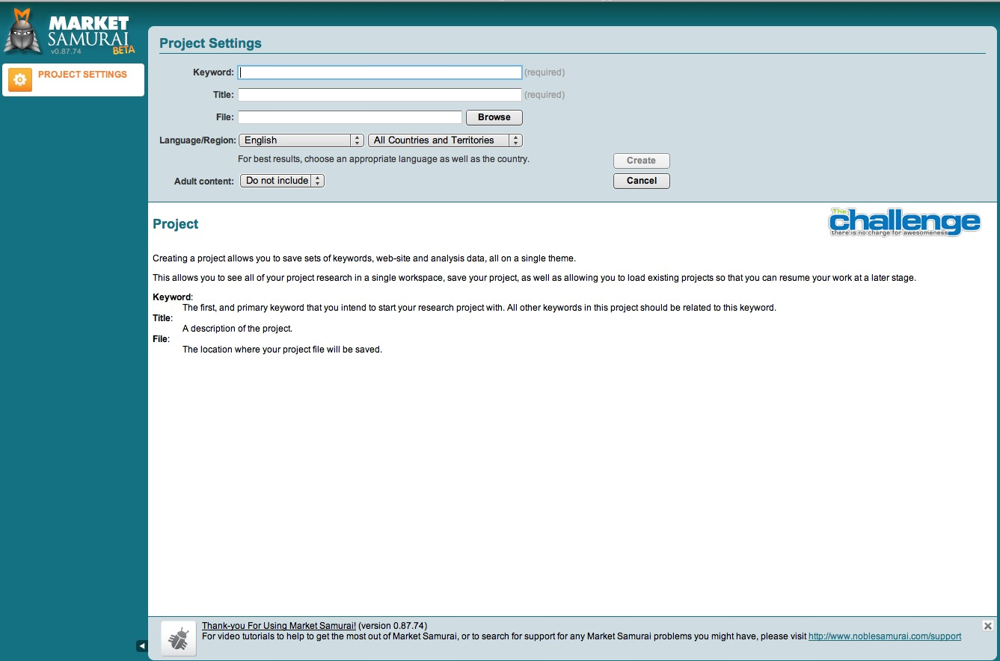 MARKET
SAMURAI
v0.87.74
BETA
PROJECT SETTINGS
Project Settings
Keyword: (required)
Title: (required)
File: Browse
Language/Region: English All Countries and Territories
For best results, choose an appropriate language as well as the country.
Create
Adult content: Do not include
Cancel
Project
The
challenge
there is no charge for awesomeness
Creating a project allows you to save sets of keywords, web-site and analysis data, all on a single theme.
This allows you to see all of your project research in a single workspace, save your project, as well as allowing you to load existing projects so that you can resume your work at a later stage.
Keyword:
The first, and primary keyword that you intend to start your research project with. All other keywords in this project should be related to this keyword.
Title:
A description of the project.
File:
The location where your project file will be saved.
Thank-you For Using Market Samurai! (version 0.87.74)
For video tutorials to help to get the most out of Market Samurai, or to search for support for any Market Samurai problems you might have, please visit http://www.noblesamurai.com/support